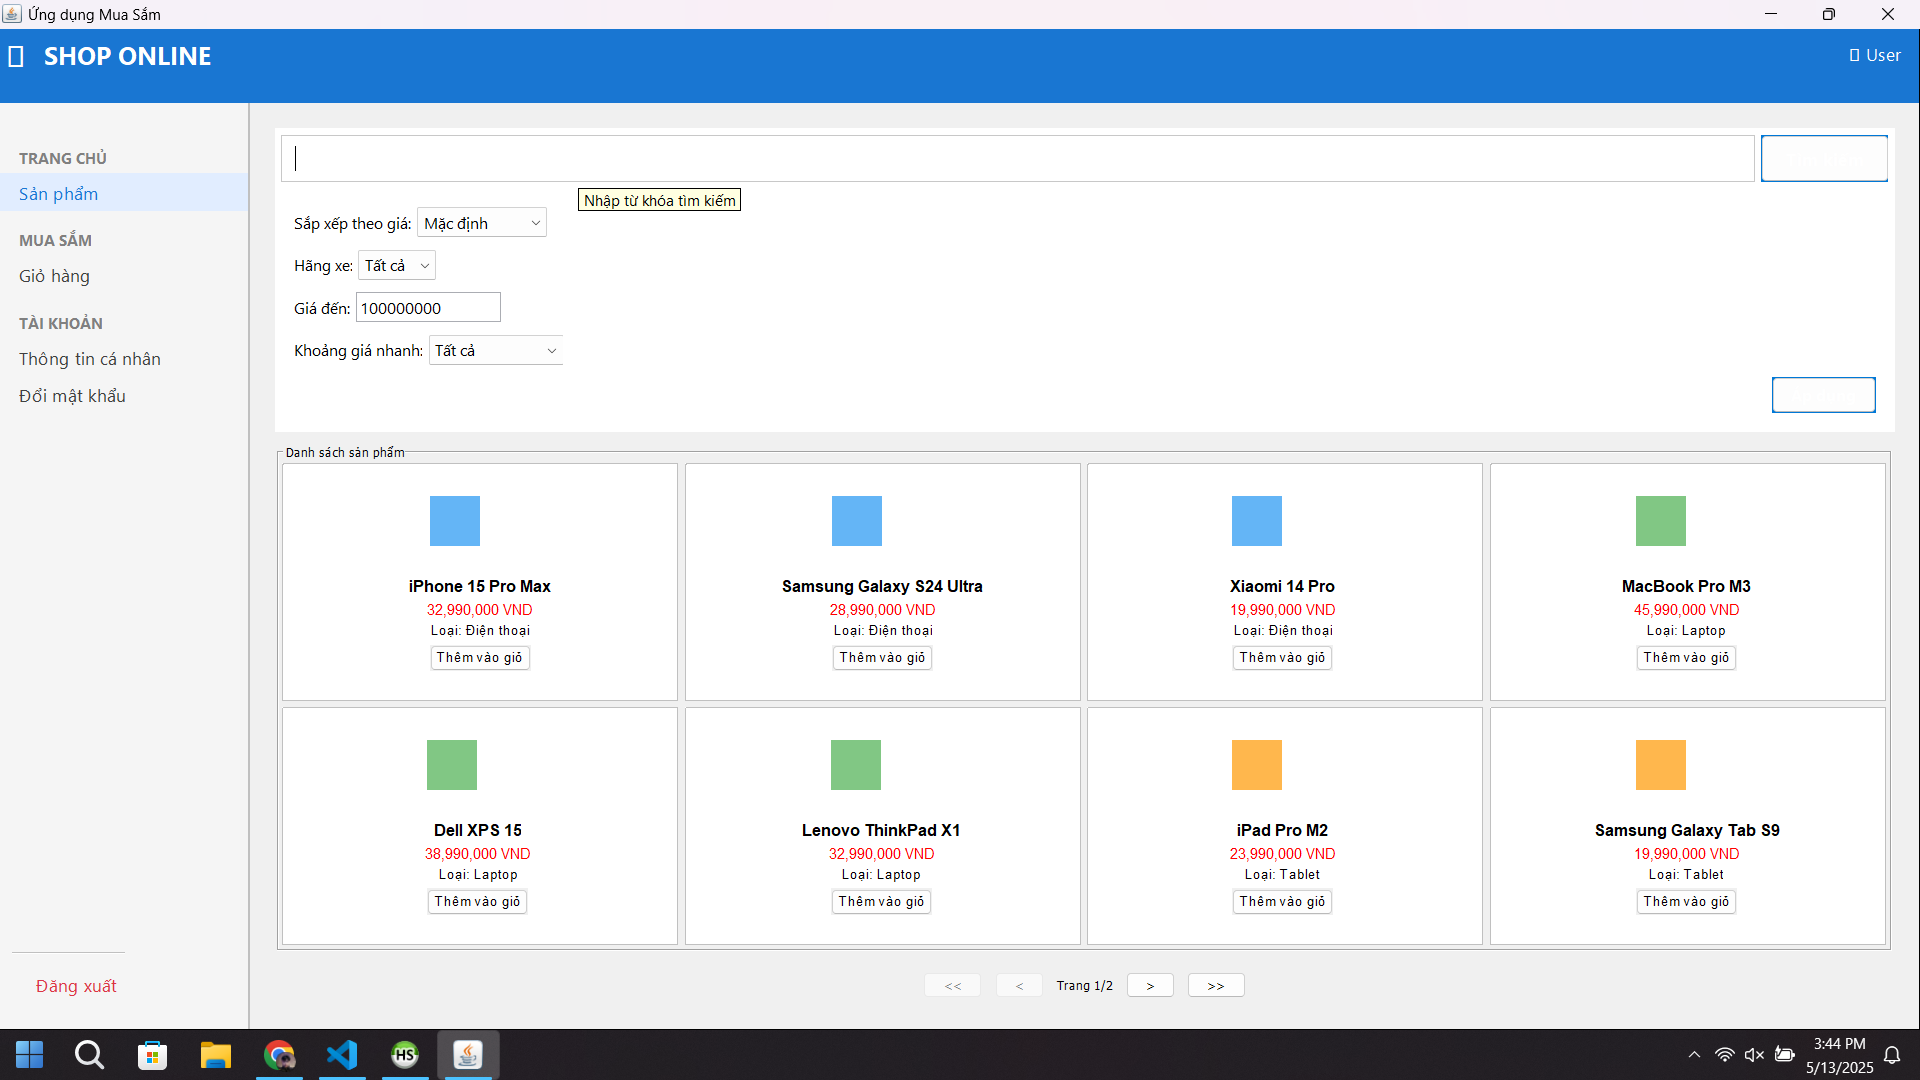 Ứng dụng Mua Sắm
SHOP ONLINE
User
TRANG CHỦ
Sản phẩm
MUA SẮM
Giỏ hàng
TÀI KHOẢN
Thông tin cá nhân
Đổi mật khẩu
Đăng xuất
Nhập từ khóa tìm kiếm
Sắp xếp theo giá: Mặc định
Hãng xe: Tất cả
Giá đến: 100000000
Khoảng giá nhanh: Tất cả
Danh sách sản phẩm
iPhone 15 Pro Max
32,990,000 VND
Loại: Điện thoại
Thêm vào giỏ
Samsung Galaxy S24 Ultra
28,990,000 VND
Loại: Điện thoại
Thêm vào giỏ
Xiaomi 14 Pro
19,990,000 VND
Loại: Điện thoại
Thêm vào giỏ
MacBook Pro M3
45,990,000 VND
Loại: Laptop
Thêm vào giỏ
Dell XPS 15
38,990,000 VND
Loại: Laptop
Thêm vào giỏ
Lenovo ThinkPad X1
32,990,000 VND
Loại: Laptop
Thêm vào giỏ
iPad Pro M2
23,990,000 VND
Loại: Tablet
Thêm vào giỏ
Samsung Galaxy Tab S9
19,990,000 VND
Loại: Tablet
Thêm vào giỏ
<< < Trang 1/2 > >>
HS
3:44 PM
5/13/2025